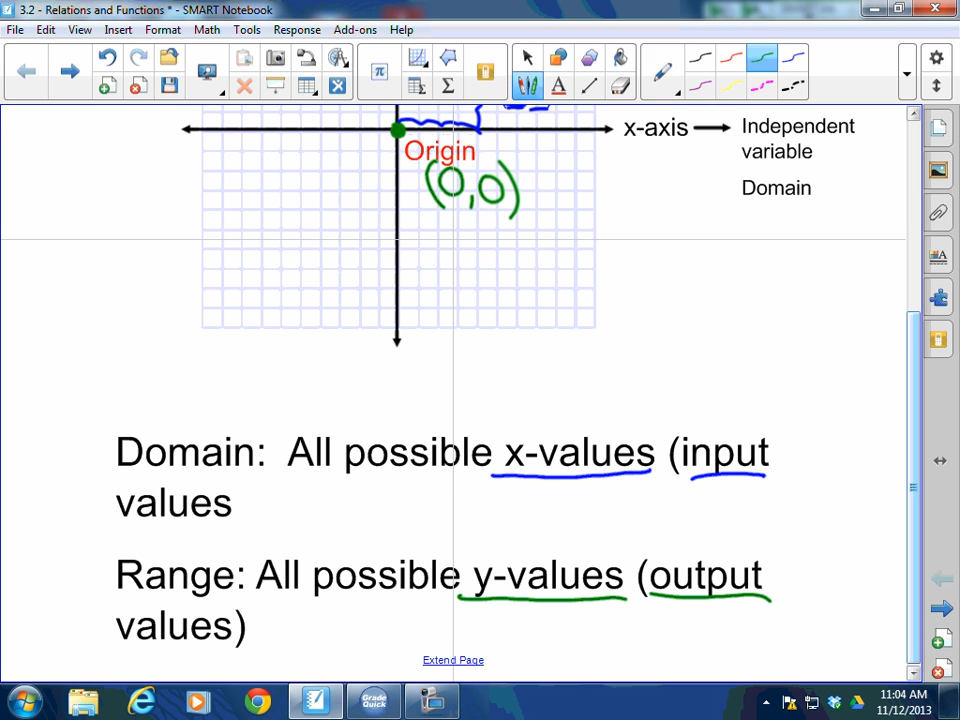 3.2 - Relations and Functions * - SMART Notebook
File Edit View Insert Format Math Tools Response Add-ons Help
π
Σ
A
x-axis
Independent
variable
Domain
Origin
(0,0)
Domain: All possible x-values (input
values
Range: All possible y-values (output
values)
Extend Page
Grade
Quick
11:04 AM
11/12/2013